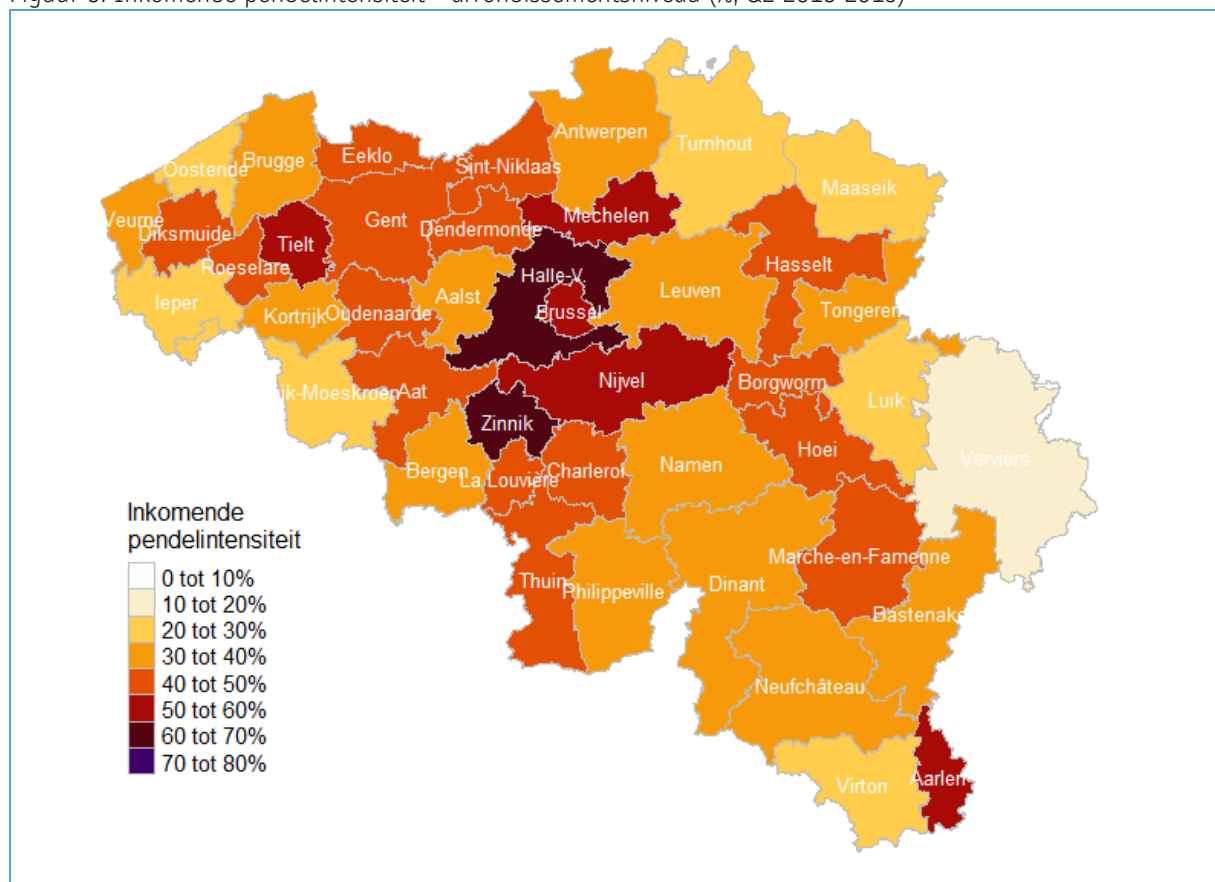 Antwerpen
Turnhout
Oostende
Brugge
Eeklo
Sint-Niklaas
Maaseik
Veurne
Diksmuide
Tielt
Gent
Dendermonde
Mechelen
Roeselare
Hasselt
Ieper
Kortrijk
Oudenaarde
Aalst
Halle-V.
Brussel
Leuven
Tongeren
ik-Moeskroen
Aat
Zinnik
Nijvel
Borgworm
Luik
Verviers
Bergen
La Louvière
Charleroi
Namen
Hoei
Thuin
Philippeville
Dinant
Marche-en-Famenne
Bastenaks
Neufchâteau
Virton
Aarlen
Inkomende
pendelintensiteit
0 tot 10%
10 tot 20%
20 tot 30%
30 tot 40%
40 tot 50%
50 tot 60%
60 tot 70%
70 tot 80%